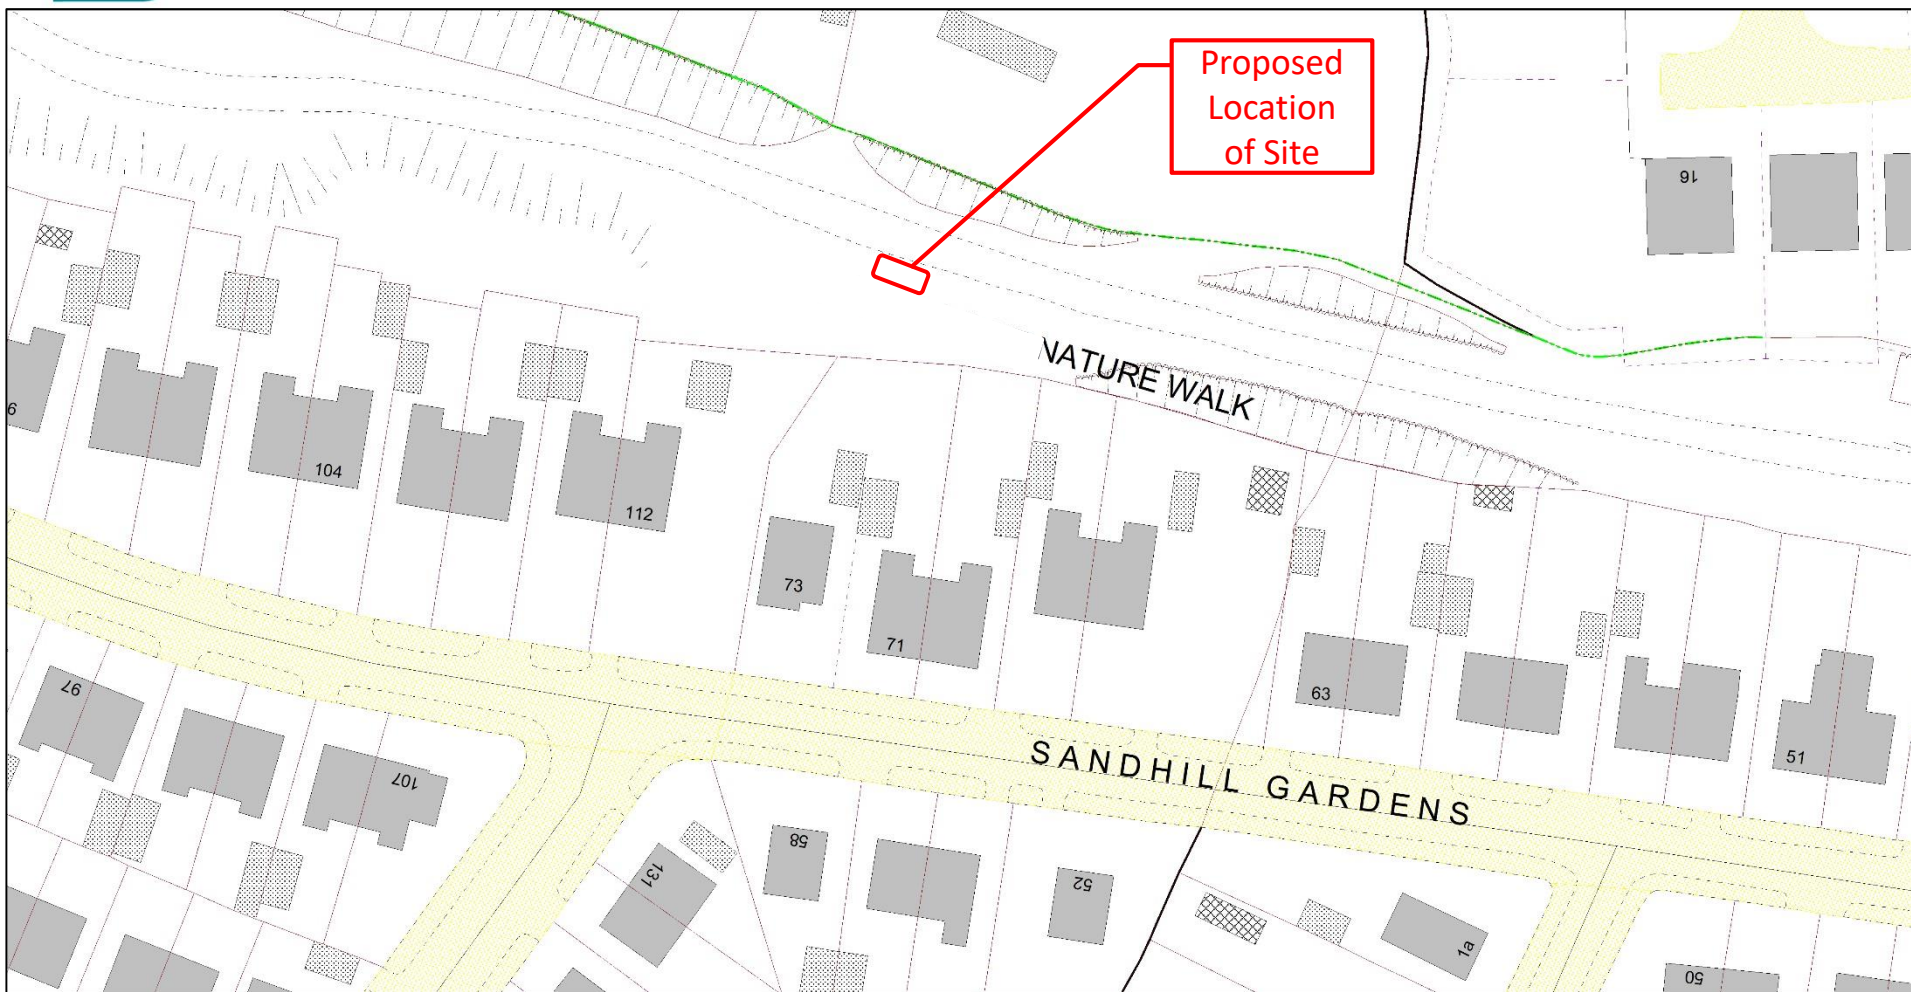 Proposed
Location
of Site
16
NATURE WALK
6
104
112
73
71
63
51
97
107
SANDHILL GARDENS
131
58
52
1a
50